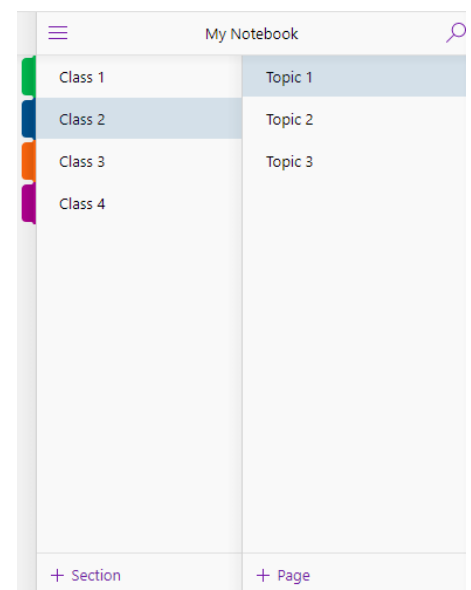 My Notebook
Class 1
Class 2
Class 3
Class 4
+ Section
Topic 1
Topic 2
Topic 3
+ Page